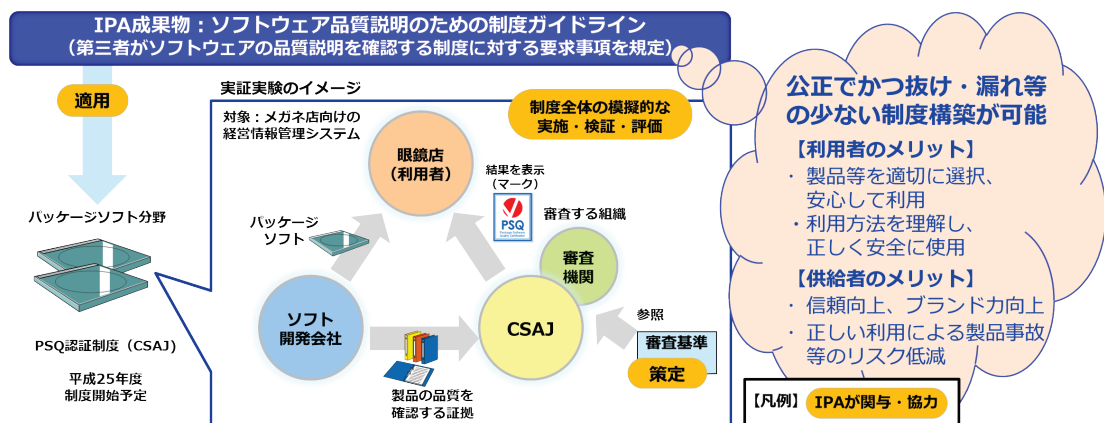 IPA成果物：ソフトウェア品質説明のための制度ガイドライン
（第三者がソフトウェアの品質説明を確認する制度に対する要求事項を規定）
適用
パッケージソフト分野
PSQ認証制度（CSAJ）
平成25年度
制度開始予定
実証実験のイメージ
対象：メガネ店向けの
経営情報管理システム
制度全体の模擬的な
実施・検証・評価
眼鏡店
（利用者）
結果を表示
（マーク）
PSQ
パッケージ
ソフト
審査する組織
審査
機関
ソフト
開発会社
CSAJ
製品の品質を
確認する証拠
参照
審査基準
策定
公正でかつ抜け・漏れ等
の少ない制度構築が可能
【利用者のメリット】
・ 製品等を適切に選択、
安心して利用
・ 利用方法を理解し、
正しく安全に使用
【供給者のメリット】
・ 信頼向上、ブランド力向上
・ 正しい利用による製品事故
等のリスク低減
【凡例】 IPAが関与・協力